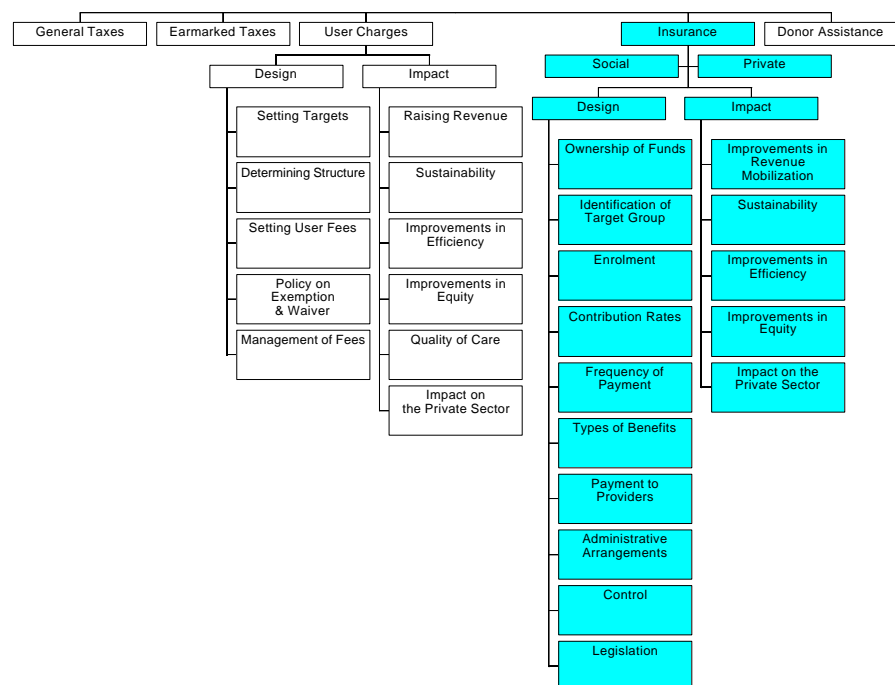 General Taxes
Earmarked Taxes
User Charges
Insurance
Donor Assistance
Social
Private
Design
Impact
Setting Targets
Determining Structure
Setting User Fees
Policy on
Exemption
& Waiver
Management of Fees
Raising Revenue
Sustainability
Improvements in
Efficiency
Improvements in
Equity
Quality of Care
Impact on
the Private Sector
Design
Impact
Ownership of Funds
Identification of
Target Group
Enrolment
Contribution Rates
Frequency of
Payment
Types of Benefits
Payment to
Providers
Administrative
Arrangements
Control
Legislation
Improvements in
Revenue
Mobilization
Sustainability
Improvements in
Efficiency
Improvements in
Equity
Impact on the
Private Sector